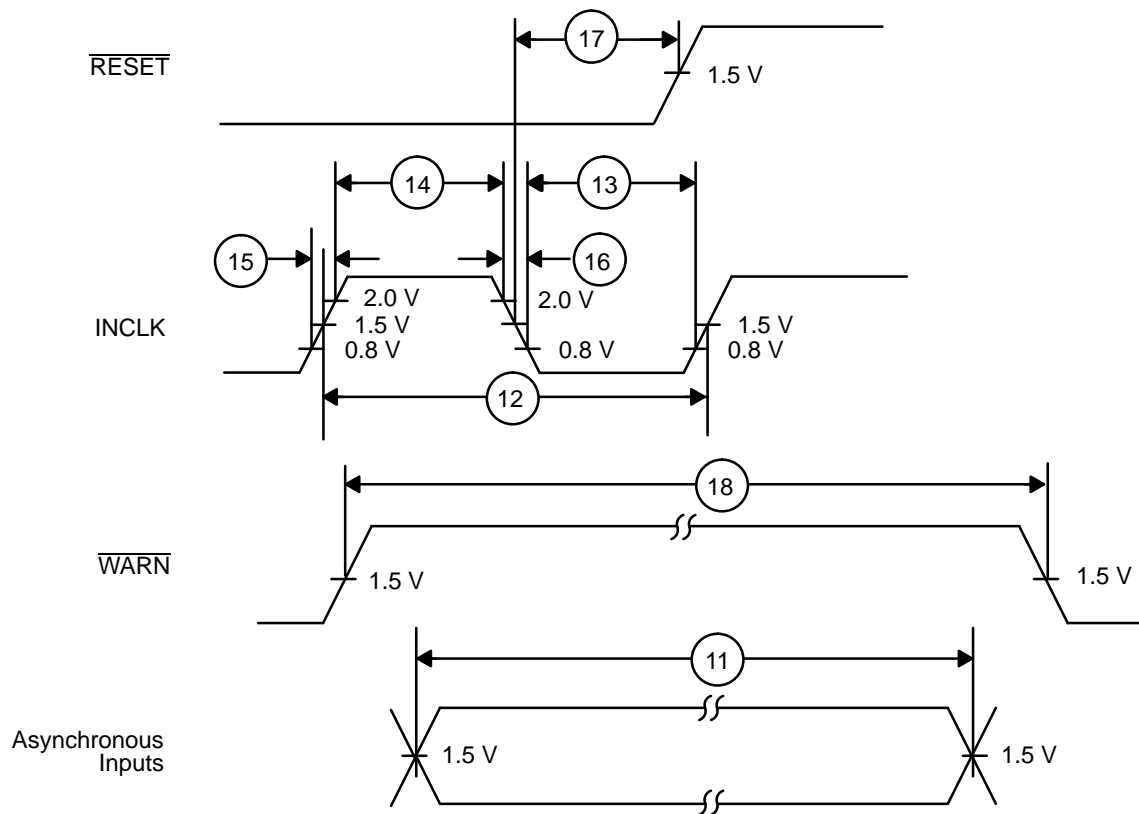 17
RESET
1.5 V
14
13
15
16
2.0 V
2.0 V
INCLK
1.5 V
1.5 V
0.8 V
0.8 V
0.8 V
12
18
WARN
1.5 V
1.5 V
11
Asynchronous
Inputs
1.5 V
1.5 V